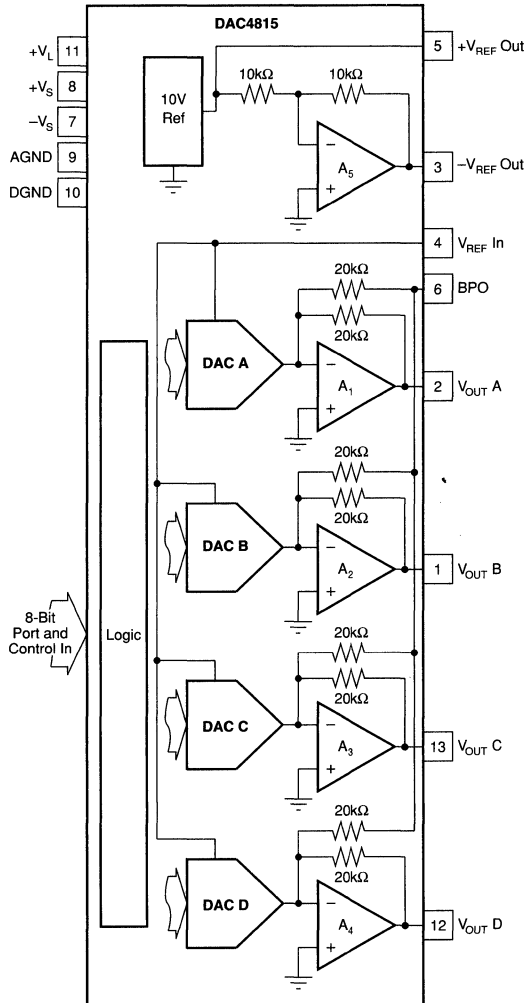 DAC4815
+V_L 11
+V_S 8
–V_S 7
AGND 9
DGND 10
10V
Ref
10kΩ
10kΩ
–
A_5
+
5 +V_REF Out
3 –V_REF Out
4 V_REF In
6 BPO
20kΩ
20kΩ
DAC A
–
A_1
+
2 V_OUT A
20kΩ
20kΩ
DAC B
–
A_2
+
1 V_OUT B
8-Bit
Port and
Control In
Logic
20kΩ
20kΩ
DAC C
–
A_3
+
13 V_OUT C
20kΩ
20kΩ
DAC D
–
A_4
+
12 V_OUT D